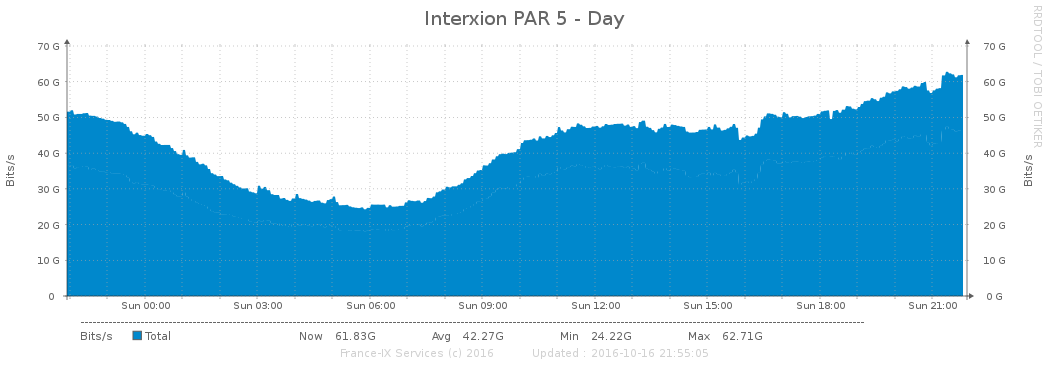 Interxion PAR 5 - Day
RRDTOOL / TOBI OETIKER
Bits/s
70 G
60 G
50 G
40 G
30 G
20 G
10 G
0
70 G
60 G
50 G
40 G
30 G
20 G
10 G
0 G
Bits/s
Sun 00:00 Sun 03:00 Sun 06:00 Sun 09:00 Sun 12:00 Sun 15:00 Sun 18:00 Sun 21:00
Bits/s Total Now 61.83G Avg 42.27G Min 24.22G Max 62.71G
France-IX Services (c) 2016 Updated : 2016-10-16 21:55:05